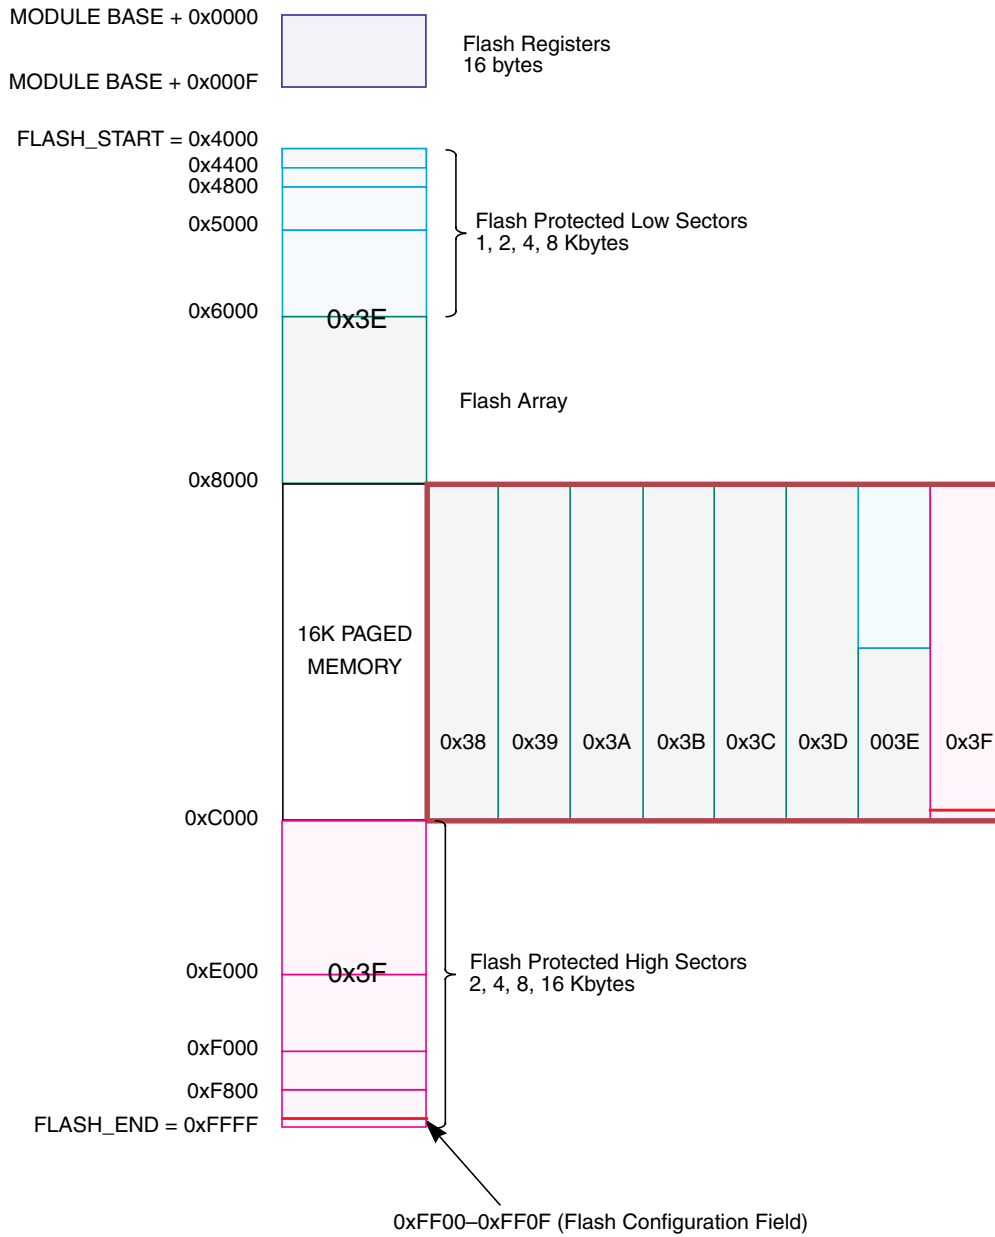 MODULE BASE + 0x0000
Flash Registers
16 bytes
MODULE BASE + 0x000F
FLASH_START = 0x4000
0x4400
0x4800
0x5000
Flash Protected Low Sectors
1, 2, 4, 8 Kbytes
0x6000
0x3E
Flash Array
0x8000
16K PAGED
MEMORY
0x38
0x39
0x3A
0x3B
0x3C
0x3D
003E
0x3F
0xC000
0xE000
0x3F
Flash Protected High Sectors
2, 4, 8, 16 Kbytes
0xF000
0xF800
FLASH_END = 0xFFFF
0xFF00–0xFF0F (Flash Configuration Field)